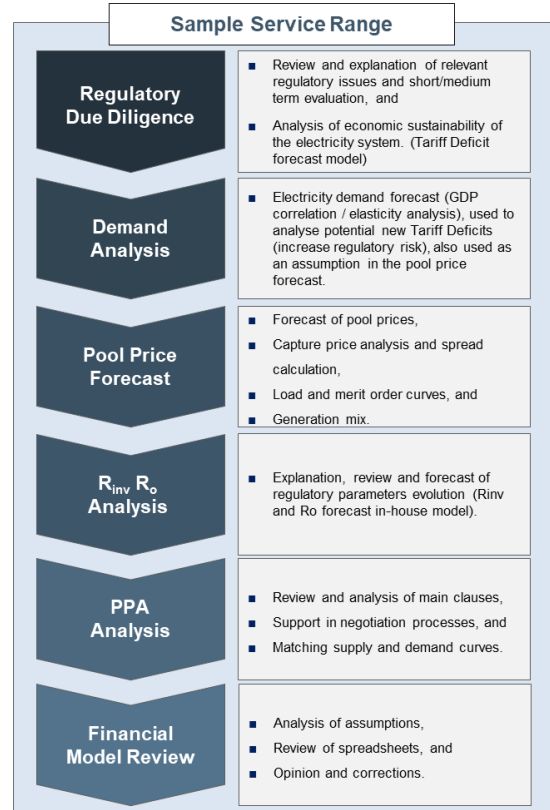 Sample Service Range
Regulatory
Due Diligence
■ Review and explanation of relevant
regulatory issues and short/medium
term evaluation, and
■ Analysis of economic sustainability of
the electricity system. (Tariff Deficit
forecast model)
Demand
Analysis
■ Electricity demand forecast (GDP
correlation / elasticity analysis), used to
analyse potential new Tariff Deficits
(increase regulatory risk), also used as
an assumption in the pool price
forecast.
Pool Price
Forecast
■ Forecast of pool prices,
■ Capture price analysis and spread
calculation,
■ Load and merit order curves, and
■ Generation mix.
Rinv Ro
Analysis
■ Explanation, review and forecast of
regulatory parameters evolution (Rinv
and Ro forecast in-house model).
PPA
Analysis
■ Review and analysis of main clauses,
■ Support in negotiation processes, and
■ Matching supply and demand curves.
Financial
Model Review
■ Analysis of assumptions,
■ Review of spreadsheets, and
■ Opinion and corrections.